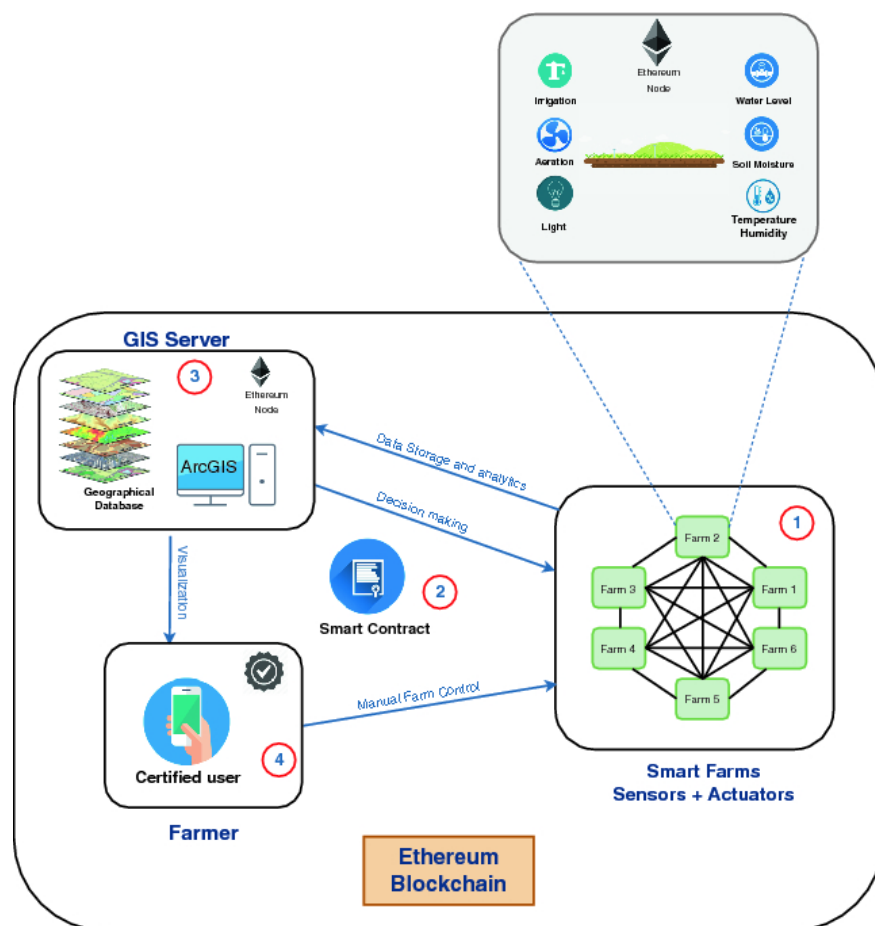 Ethereum
Node
Irrigation
Water Level
Aeration
Soil Moisture
Light
Temperature
Humidity
GIS Server
3
Ethereum
Node
ArcGIS
Geographical
Database
Data Storage and analytics
Decision making
Visualization
2
Smart Contract
1
Farm 2
Farm 3
Farm 1
Farm 4
Farm 6
Farm 5
Manual Farm Control
Certified user
4
Farmer
Smart Farms
Sensors + Actuators
Ethereum
Blockchain